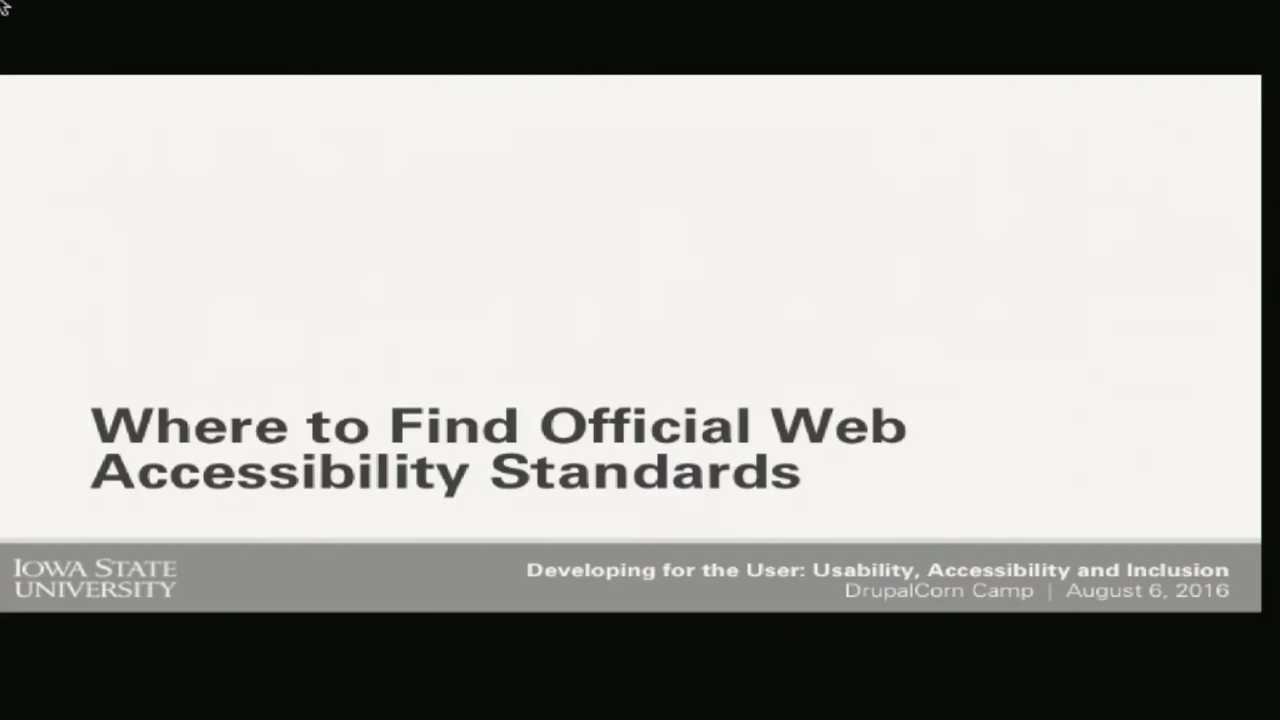 Where to Find Official Web
Accessibility Standards
IOWA STATE
UNIVERSITY
Developing for the User: Usability, Accessibility and Inclusion
DrupalCorn Camp | August 6, 2016